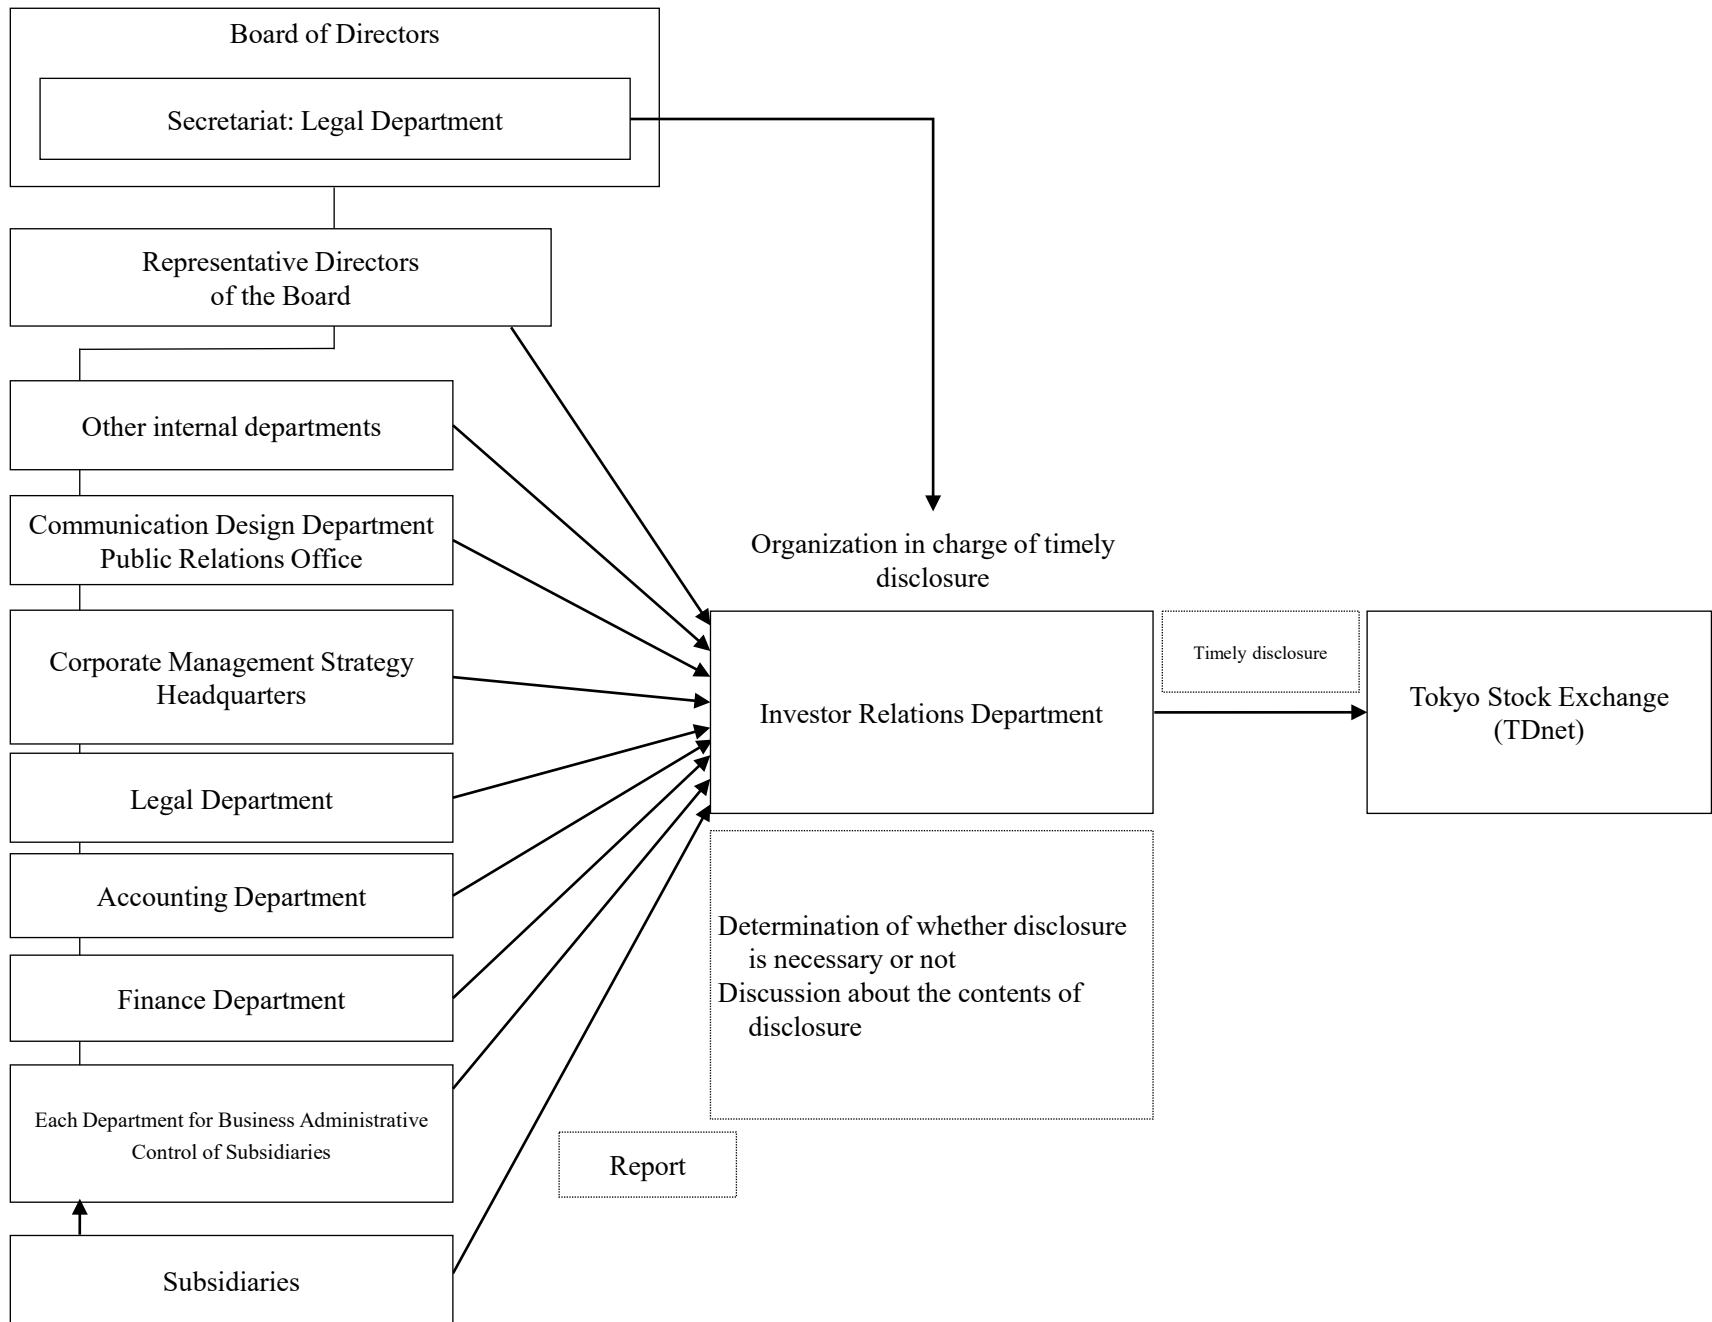 Board of Directors
Secretariat: Legal Department
Representative Directors
of the Board
Other internal departments
Communication Design Department
Public Relations Office
Corporate Management Strategy
Headquarters
Legal Department
Accounting Department
Finance Department
Each Department for Business Administrative
Control of Subsidiaries
Subsidiaries
Report
Organization in charge of timely
disclosure
Investor Relations Department
Determination of whether disclosure
is necessary or not
Discussion about the contents of
disclosure
Timely disclosure
Tokyo Stock Exchange
(TDnet)